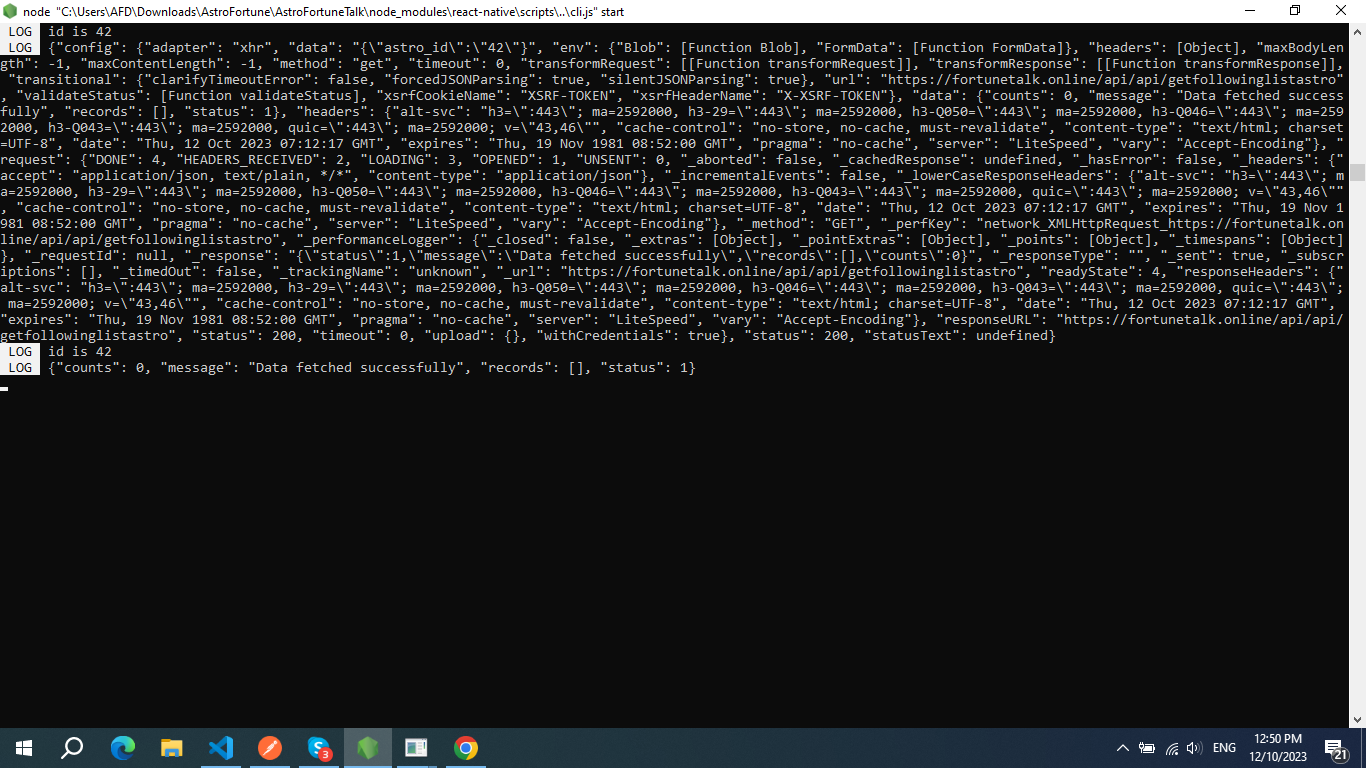 node "C:\Users\AFD\Downloads\AstroFortune\AstroFortuneTalk\node_modules\react-native\scripts\..\cli.js" start
LOG  id is 42
LOG  {"config": {"adapter": "xhr", "data": "{\"astro_id\":\"42\"}", "env": {"Blob": [Function Blob], "FormData": [Function FormData]}, "headers": [Object], "maxBodyLen
gth": -1, "maxContentLength": -1, "method": "get", "timeout": 0, "transformRequest": [[Function transformRequest]], "transformResponse": [[Function transformResponse]],
 "transitional": {"clarifyTimeoutError": false, "forcedJSONParsing": true, "silentJSONParsing": true}, "url": "https://fortunetalk.online/api/api/getfollowinglistastro"
, "validateStatus": [Function validateStatus], "xsrfCookieName": "XSRF-TOKEN", "xsrfHeaderName": "X-XSRF-TOKEN"}, "data": {"counts": 0, "message": "Data fetched success
fully", "records": [], "status": 1}, "headers": {"alt-svc": "h3=\":443\"; ma=2592000, h3-29=\":443\"; ma=2592000, h3-Q050=\":443\"; ma=2592000, h3-Q046=\":443\"; ma=259
2000, h3-Q043=\":443\"; ma=2592000, quic=\":443\"; ma=2592000; v=\"43,46\"", "cache-control": "no-store, no-cache, must-revalidate", "content-type": "text/html; charset
=UTF-8", "date": "Thu, 12 Oct 2023 07:12:17 GMT", "expires": "Thu, 19 Nov 1981 08:52:00 GMT", "pragma": "no-cache", "server": "LiteSpeed", "vary": "Accept-Encoding"}, "
request": {"DONE": 4, "HEADERS_RECEIVED": 2, "LOADING": 3, "OPENED": 1, "UNSENT": 0, "_aborted": false, "_cachedResponse": undefined, "_hasError": false, "_headers": {"
accept": "application/json, text/plain, */*", "content-type": "application/json"}, "_incrementalEvents": false, "_lowerCaseResponseHeaders": {"alt-svc": "h3=\":443\"; m
a=2592000, h3-29=\":443\"; ma=2592000, h3-Q050=\":443\"; ma=2592000, h3-Q046=\":443\"; ma=2592000, h3-Q043=\":443\"; ma=2592000, quic=\":443\"; ma=2592000; v=\"43,46\""
, "cache-control": "no-store, no-cache, must-revalidate", "content-type": "text/html; charset=UTF-8", "date": "Thu, 12 Oct 2023 07:12:17 GMT", "expires": "Thu, 19 Nov 1
981 08:52:00 GMT", "pragma": "no-cache", "server": "LiteSpeed", "vary": "Accept-Encoding"}, "_method": "GET", "_perfKey": "network_XMLHttpRequest_https://fortunetalk.on
line/api/api/getfollowinglistastro", "_performanceLogger": {"_closed": false, "_extras": [Object], "_pointExtras": [Object], "_points": [Object], "_timespans": [Object]
}, "_requestId": null, "_response": "{\"status\":1,\"message\":\"Data fetched successfully\",\"records\":[],\"counts\":0}", "_responseType": "", "_sent": true, "_subscr
iptions": [], "_timedOut": false, "_trackingName": "unknown", "_url": "https://fortunetalk.online/api/api/getfollowinglistastro", "readyState": 4, "responseHeaders": {"
alt-svc": "h3=\":443\"; ma=2592000, h3-29=\":443\"; ma=2592000, h3-Q050=\":443\"; ma=2592000, h3-Q046=\":443\"; ma=2592000, h3-Q043=\":443\"; ma=2592000, quic=\":443\";
 ma=2592000; v=\"43,46\"", "cache-control": "no-store, no-cache, must-revalidate", "content-type": "text/html; charset=UTF-8", "date": "Thu, 12 Oct 2023 07:12:17 GMT",
"expires": "Thu, 19 Nov 1981 08:52:00 GMT", "pragma": "no-cache", "server": "LiteSpeed", "vary": "Accept-Encoding"}, "responseURL": "https://fortunetalk.online/api/api/
getfollowinglistastro", "status": 200, "timeout": 0, "upload": {}, "withCredentials": true}, "status": 200, "statusText": undefined}
LOG  id is 42
LOG  {"counts": 0, "message": "Data fetched successfully", "records": [], "status": 1}
3
ENG
12:50 PM
12/10/2023
21